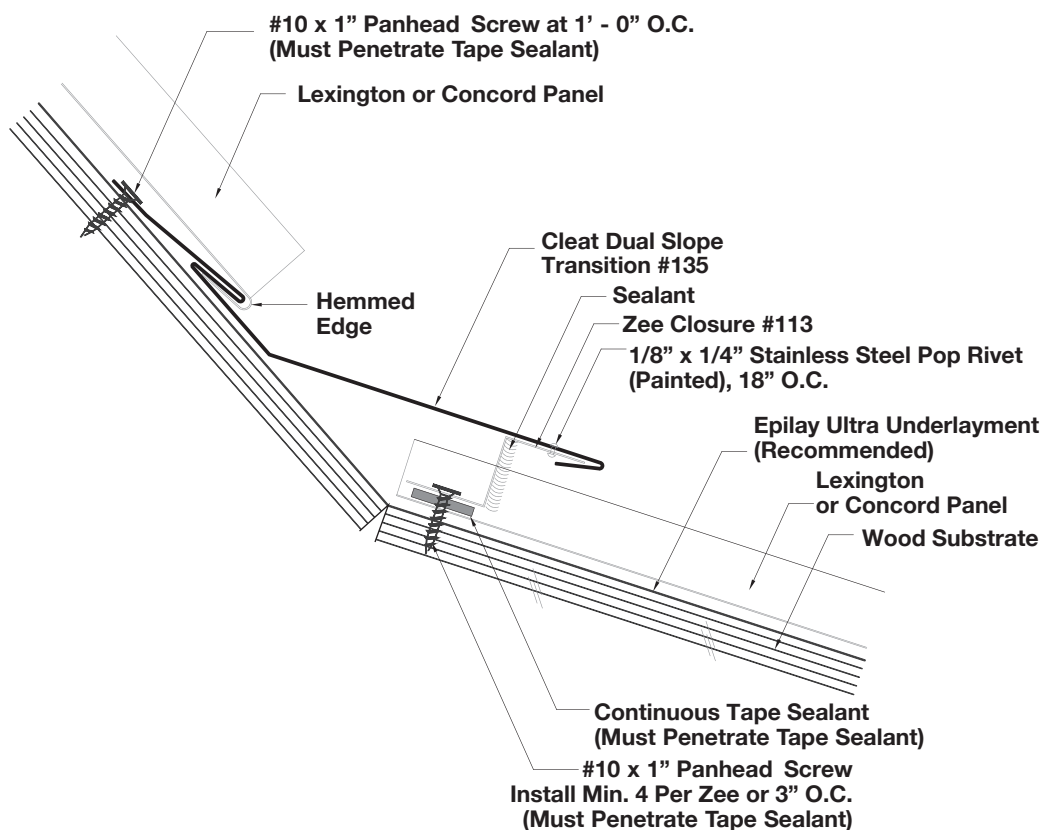 #10 x 1” Panhead Screw at 1’ - 0” O.C.
(Must Penetrate Tape Sealant)
Lexington or Concord Panel
Cleat Dual Slope
Transition #135
Sealant
Hemmed
Edge
Zee Closure #113
1/8” x 1/4” Stainless Steel Pop Rivet
(Painted), 18” O.C.
Epilay Ultra Underlayment
(Recommended)
Lexington
or Concord Panel
Wood Substrate
Continuous Tape Sealant
(Must Penetrate Tape Sealant)
#10 x 1” Panhead Screw
Install Min. 4 Per Zee or 3” O.C.
(Must Penetrate Tape Sealant)